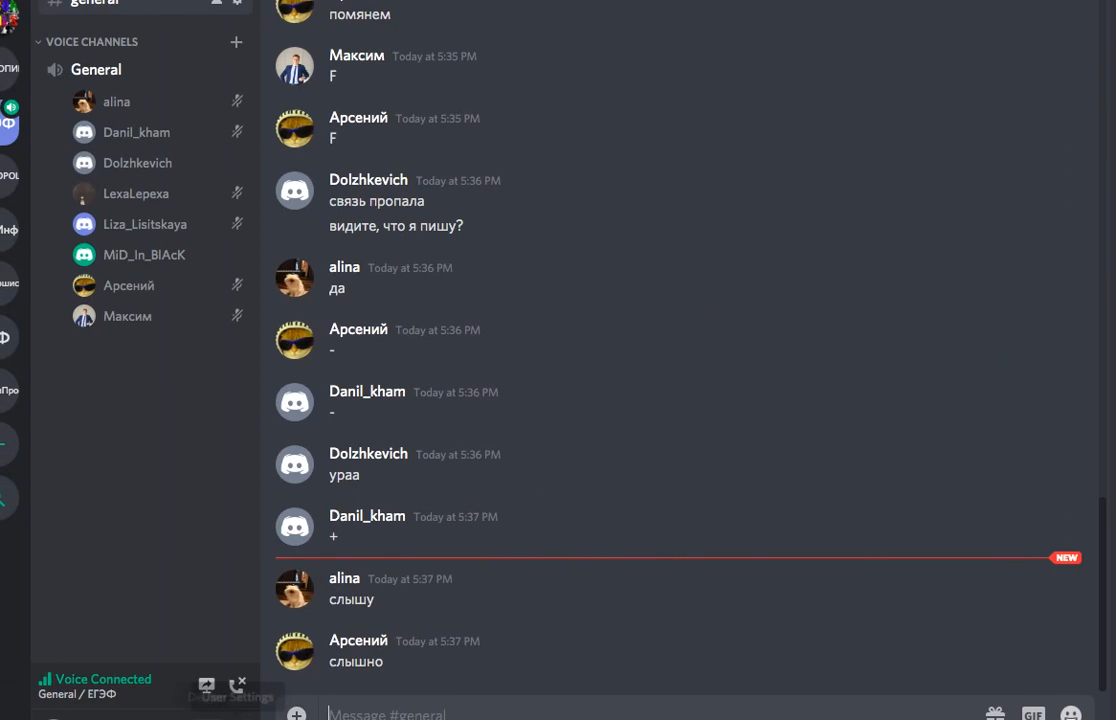 general
VOICE CHANNELS
General
alina
Danil_kham
Dolzhkevich
LexaLepexa
Liza_Lisitskaya
MiD_In_BlAcK
Арсений
Максим
Voice Connected
General / ЕГЭФ
User Settings
помянем
Максим Today at 5:35 PM
F
Арсений Today at 5:35 PM
F
Dolzhkevich Today at 5:36 PM
связь пропала
видите, что я пишу?
alina Today at 5:36 PM
да
Арсений Today at 5:36 PM
-
Danil_kham Today at 5:36 PM
-
Dolzhkevich Today at 5:36 PM
ураа
Danil_kham Today at 5:37 PM
+
NEW
alina Today at 5:37 PM
слышу
Арсений Today at 5:37 PM
слышно
Message #general
GIF